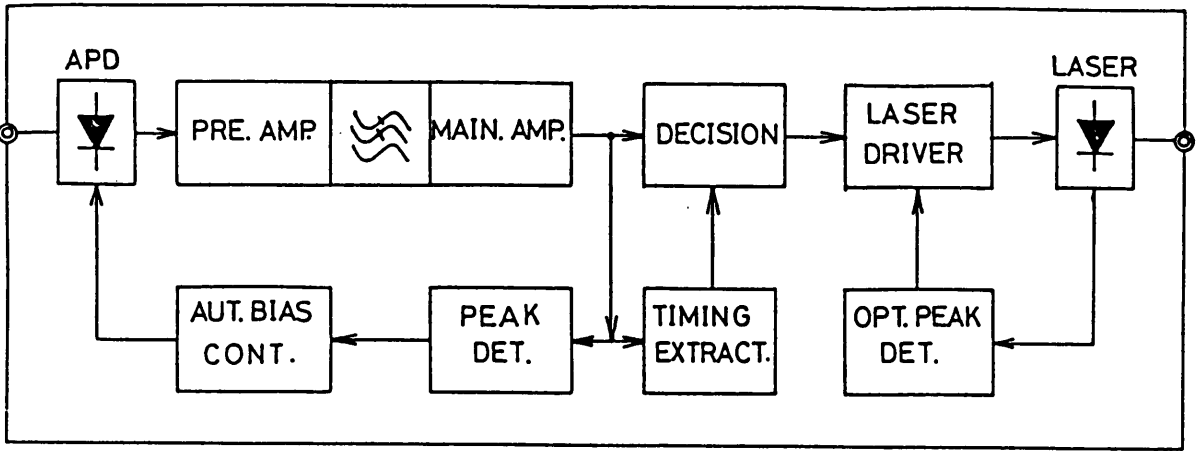 APD
LASER
PRE. AMP.
MAIN. AMP.
DECISION
LASER
DRIVER
AUT. BIAS
CONT.
PEAK
DET.
TIMING
EXTRACT.
OPT. PEAK
DET.